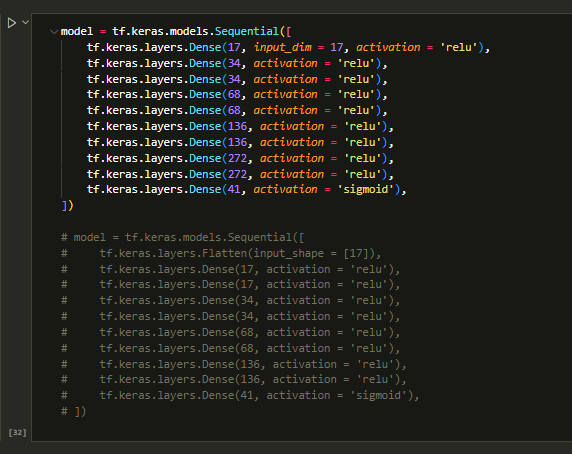 model = tf.keras.models.Sequential([
    tf.keras.layers.Dense(17, input_dim = 17, activation = 'relu'),
    tf.keras.layers.Dense(34, activation = 'relu'),
    tf.keras.layers.Dense(34, activation = 'relu'),
    tf.keras.layers.Dense(68, activation = 'relu'),
    tf.keras.layers.Dense(68, activation = 'relu'),
    tf.keras.layers.Dense(136, activation = 'relu'),
    tf.keras.layers.Dense(136, activation = 'relu'),
    tf.keras.layers.Dense(272, activation = 'relu'),
    tf.keras.layers.Dense(272, activation = 'relu'),
    tf.keras.layers.Dense(41, activation = 'sigmoid'),
])

# model = tf.keras.models.Sequential([
#     tf.keras.layers.Flatten(input_shape = [17]),
#     tf.keras.layers.Dense(17, activation = 'relu'),
#     tf.keras.layers.Dense(17, activation = 'relu'),
#     tf.keras.layers.Dense(34, activation = 'relu'),
#     tf.keras.layers.Dense(34, activation = 'relu'),
#     tf.keras.layers.Dense(68, activation = 'relu'),
#     tf.keras.layers.Dense(68, activation = 'relu'),
#     tf.keras.layers.Dense(136, activation = 'relu'),
#     tf.keras.layers.Dense(136, activation = 'relu'),
#     tf.keras.layers.Dense(41, activation = 'sigmoid'),
# ])
[32]